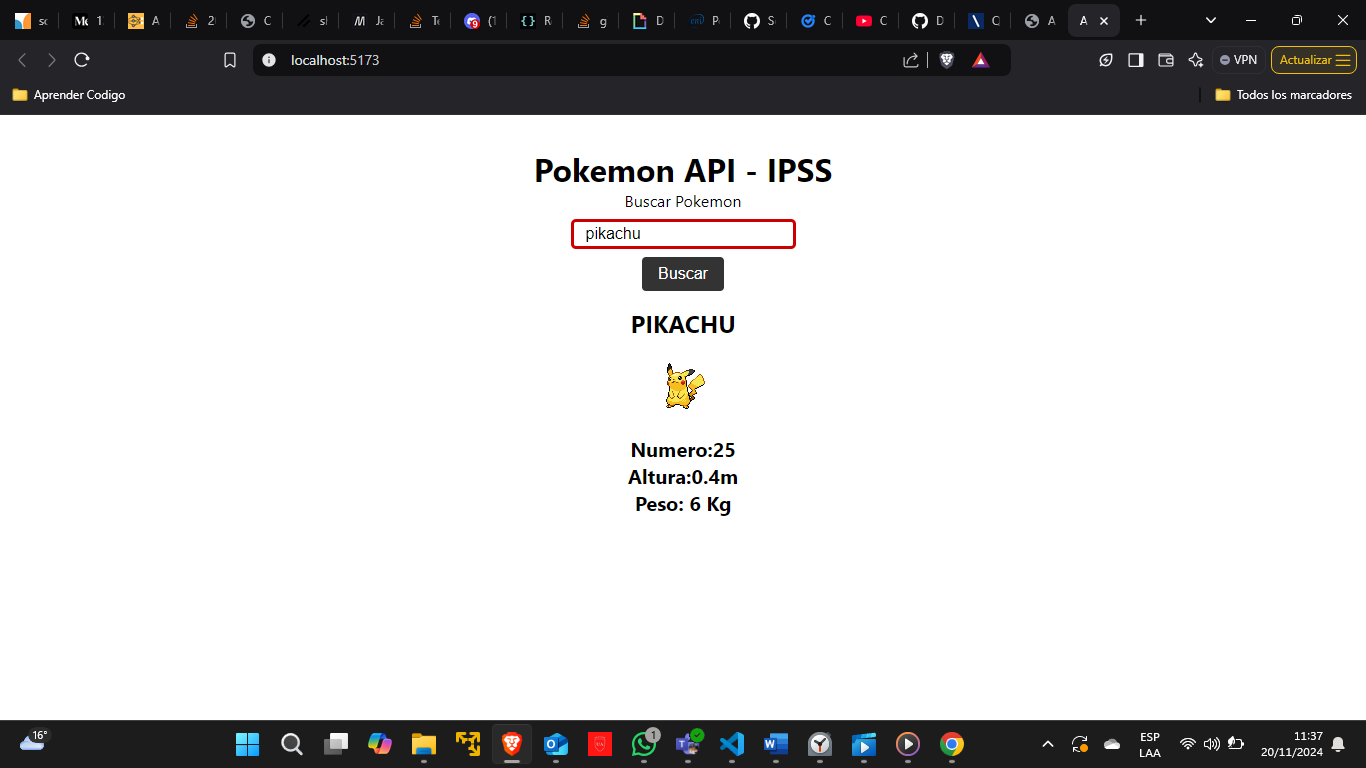 localhost:5173
VPN
Actualizar
Aprender Codigo
Todos los marcadores
Pokemon API - IPSS
Buscar Pokemon
pikachu
Buscar
PIKACHU
Numero:25
Altura:0.4m
Peso: 6 Kg
16°
1
ESP
LAA
11:37
20/11/2024